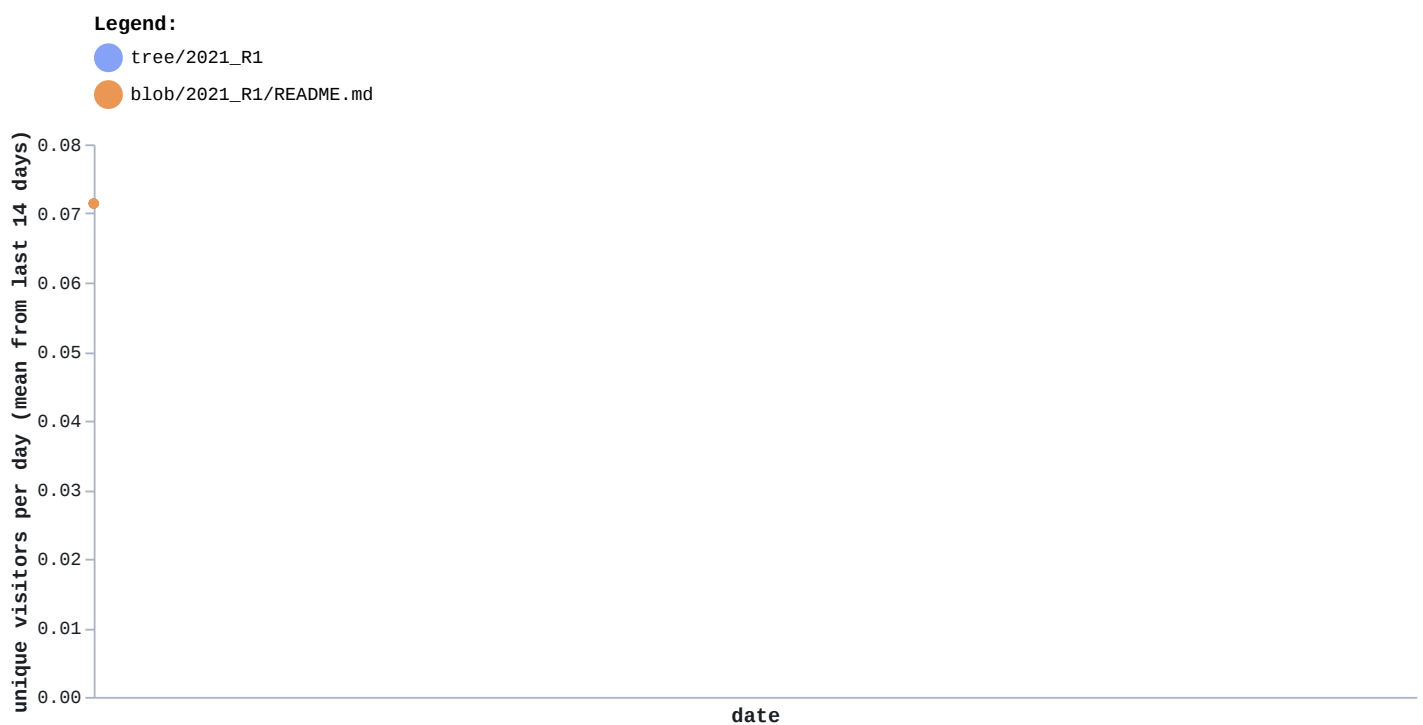 Legend:
tree/2021_R1
blob/2021_R1/README.md
unique visitors per day (mean from last 14 days)
0.08
0.07
0.06
0.05
0.04
0.03
0.02
0.01
0.00
date